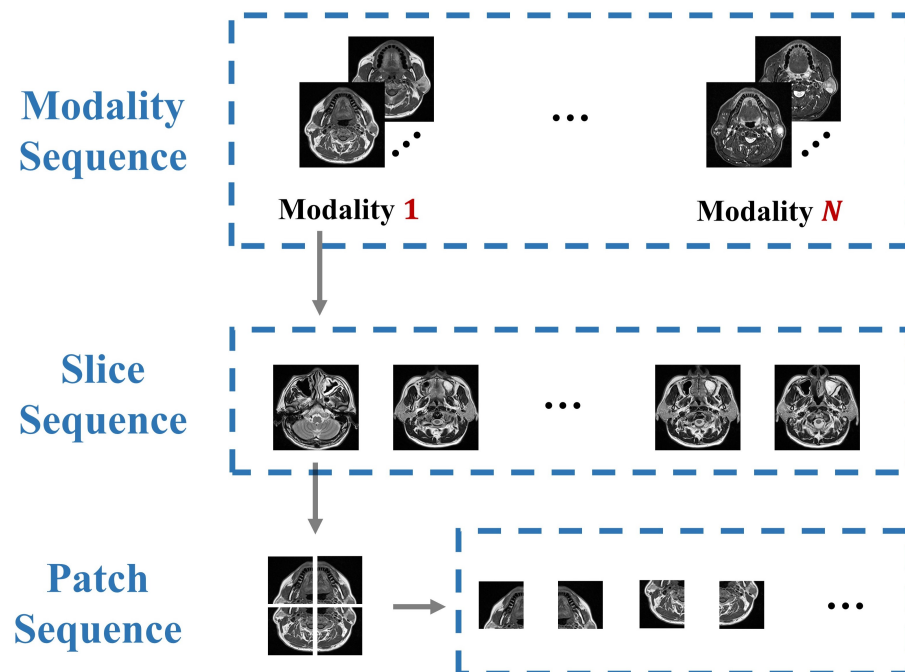 Modality
Sequence
...
Modality 1
Modality N
Slice
Sequence
...
Patch
Sequence
...